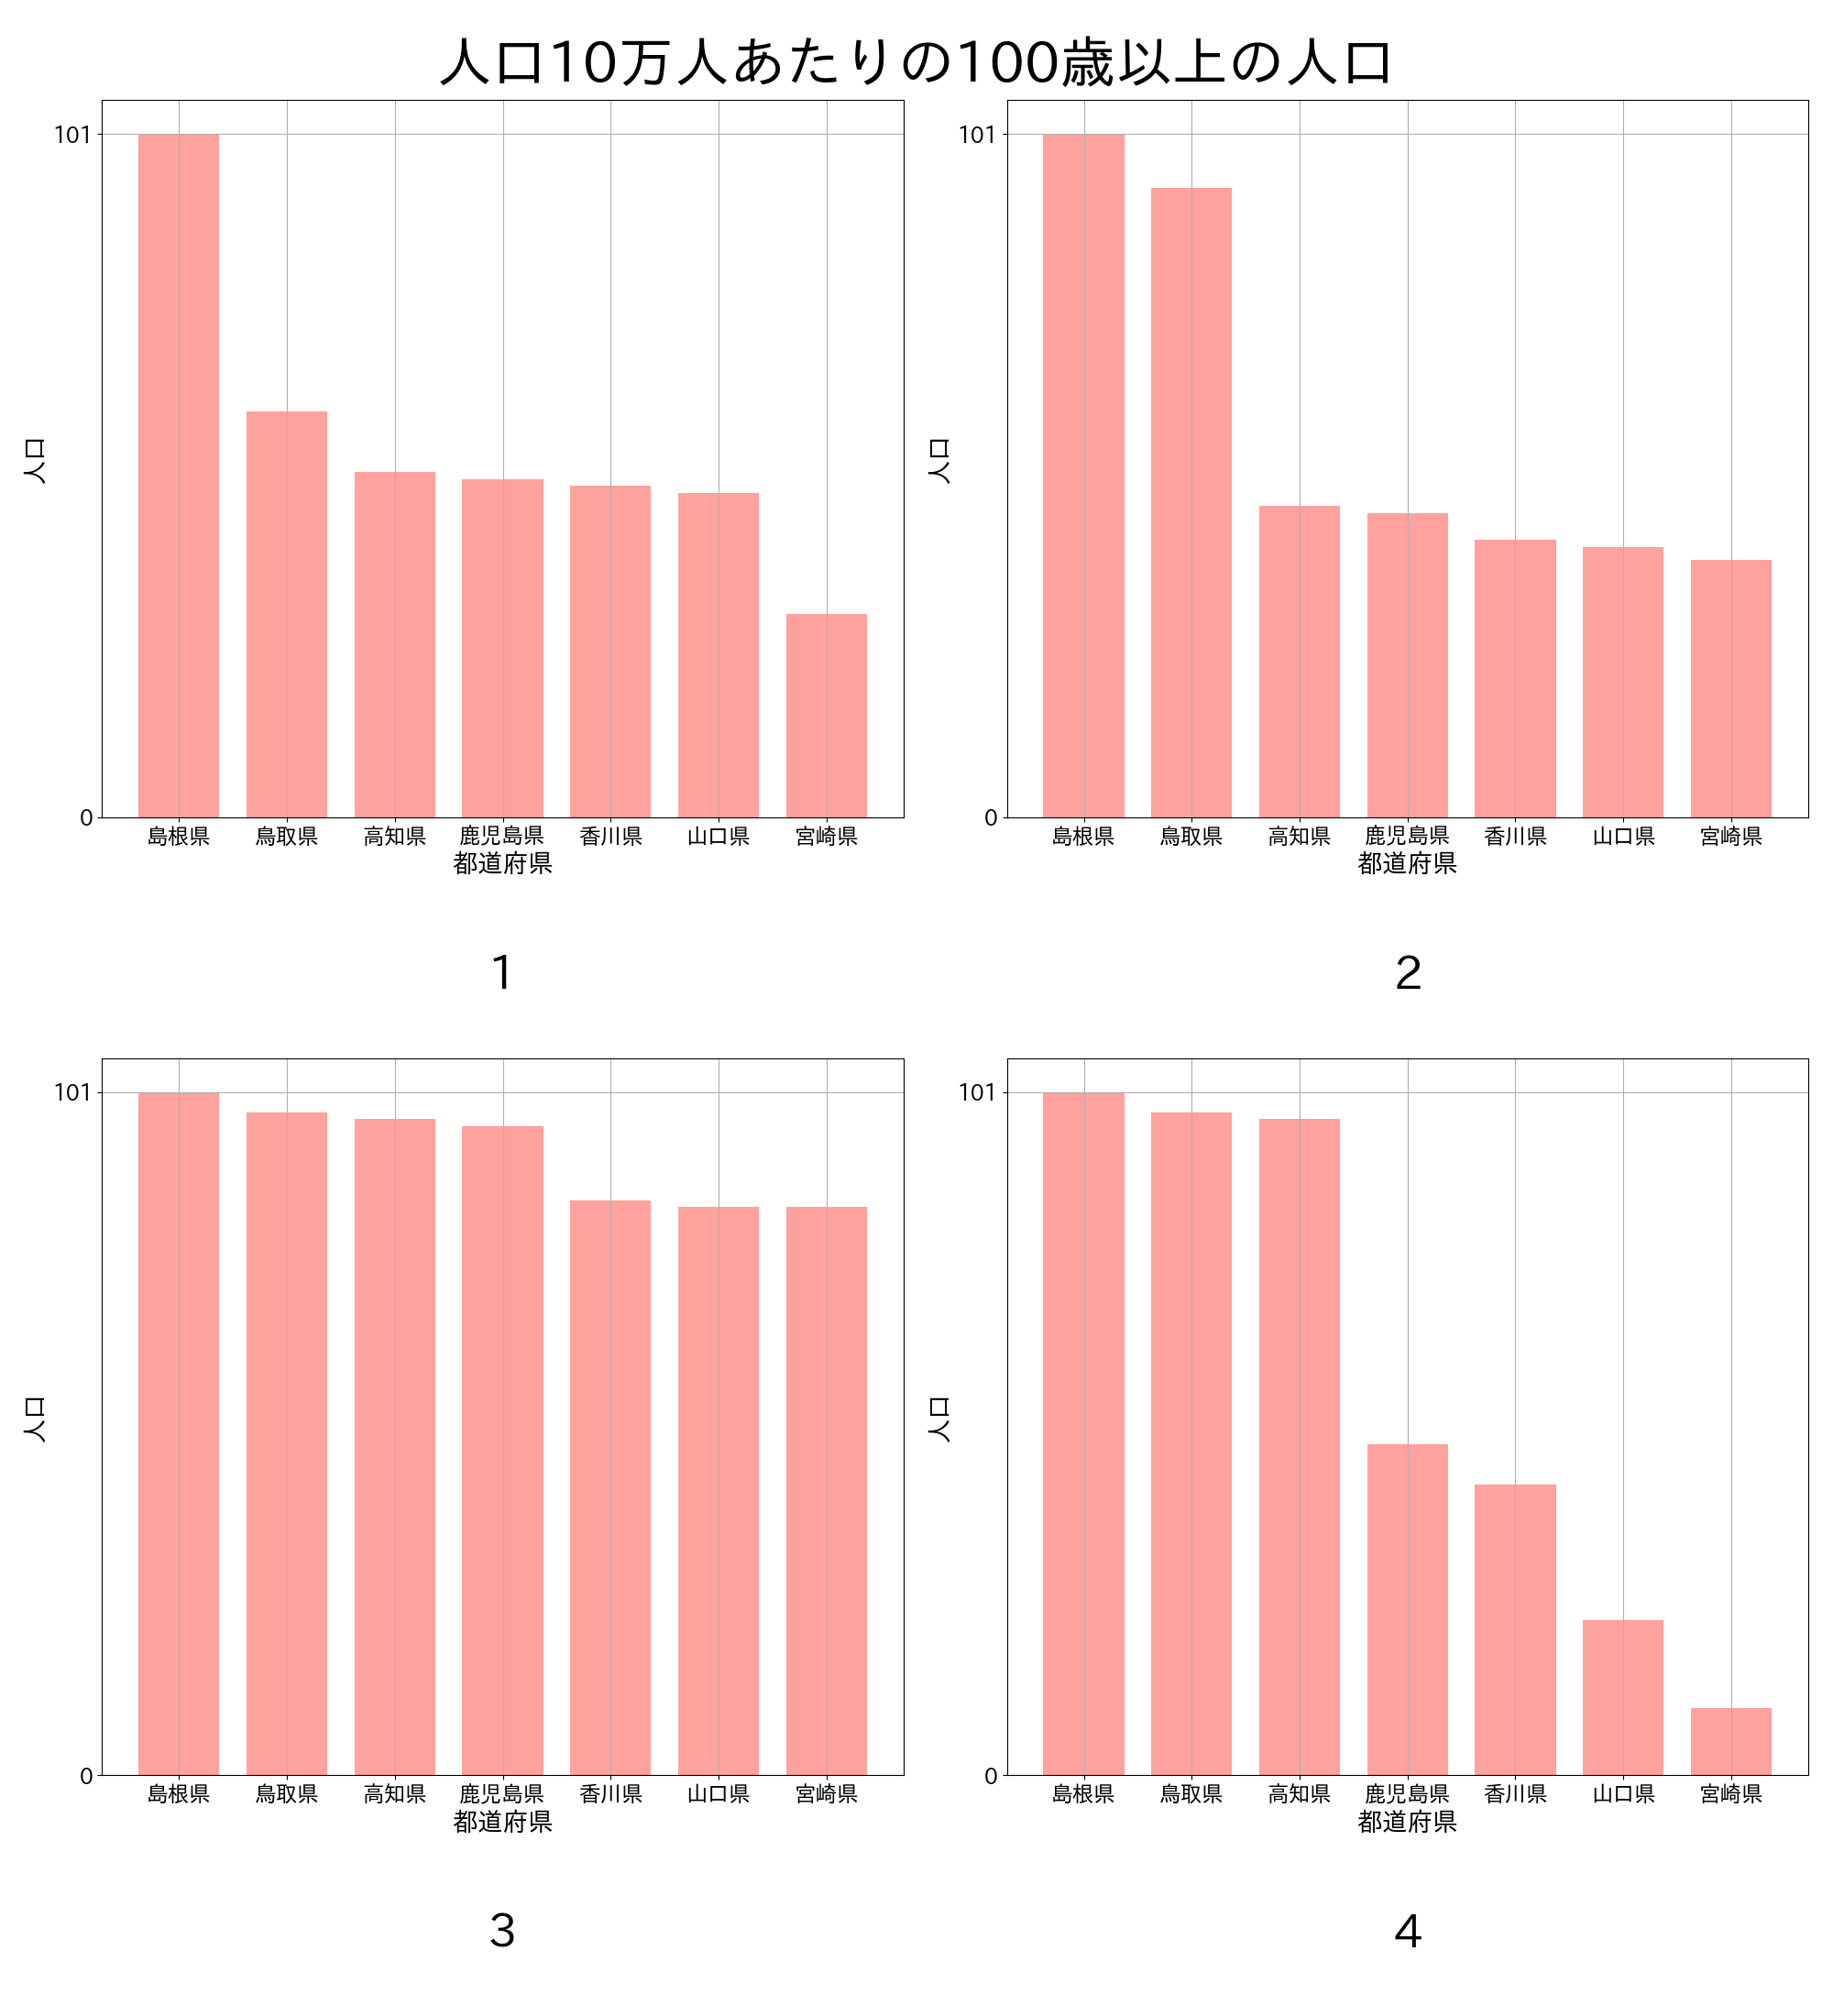 人口10万人あたりの100歳以上の人口
101
0
人口
島根県 鳥取県 高知県 鹿児島県 香川県 山口県 宮崎県
都道府県
1
101
0
人口
島根県 鳥取県 高知県 鹿児島県 香川県 山口県 宮崎県
都道府県
2
101
0
人口
島根県 鳥取県 高知県 鹿児島県 香川県 山口県 宮崎県
都道府県
3
101
0
人口
島根県 鳥取県 高知県 鹿児島県 香川県 山口県 宮崎県
都道府県
4